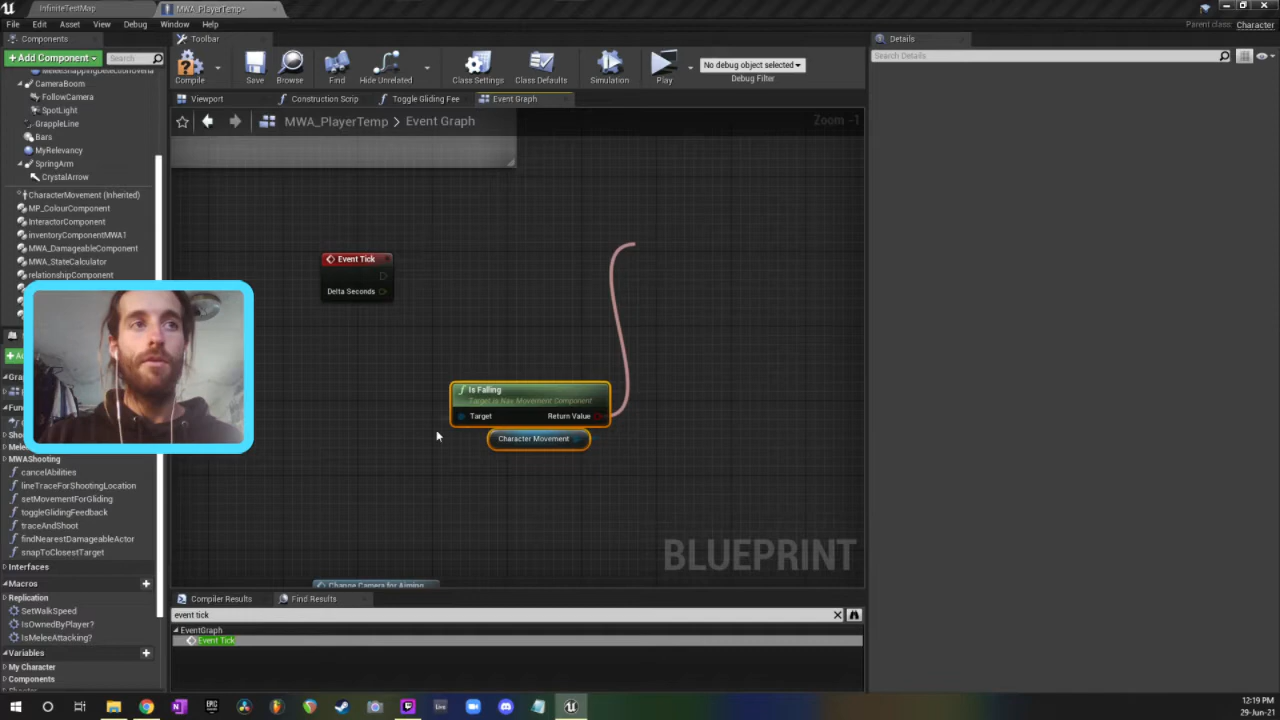 InfiniteTestMap
MWA_PlayerTemp*
File Edit Asset View Debug Window Help
Parent class: Character
Components
Toolbar
Details
+Add Component
Search
Search Details
Compile
Save
Browse
Find
Hide Unrelated
Class Settings
Class Defaults
Simulation
Play
No debug object selected
Debug Filter
CameraBoom
FollowCamera
SpotLight
GrappleLine
Bars
MyRelevancy
SpringArm
CrystalArrow
CharacterMovement (Inherited)
MP_ColourComponent
InteractorComponent
inventoryComponentMWA1
MWA_DamageableComponent
MWA_StateCalculator
relationshipComponent
Viewport
Construction Scrip
Toggle Gliding Fee
Event Graph
MWA_PlayerTemp > Event Graph
Zoom -1
Event Tick
Delta Seconds
Is Falling
Target is Nav Movement Component
Target
Return Value
Character Movement
Change Camera for Aiming
BLUEPRINT
MWAShooting
cancelAbilities
lineTraceForShootingLocation
setMovementForGliding
toggleGlidingFeedback
traceAndShoot
findNearestDamageableActor
snapToClosestTarget
Interfaces
Macros
Replication
SetWalkSpeed
IsOwnedByPlayer?
IsMeleeAttacking?
Variables
My Character
Components
Compiler Results
Find Results
event tick
EventGraph
Event Tick
12:19 PM
29-Jun-21